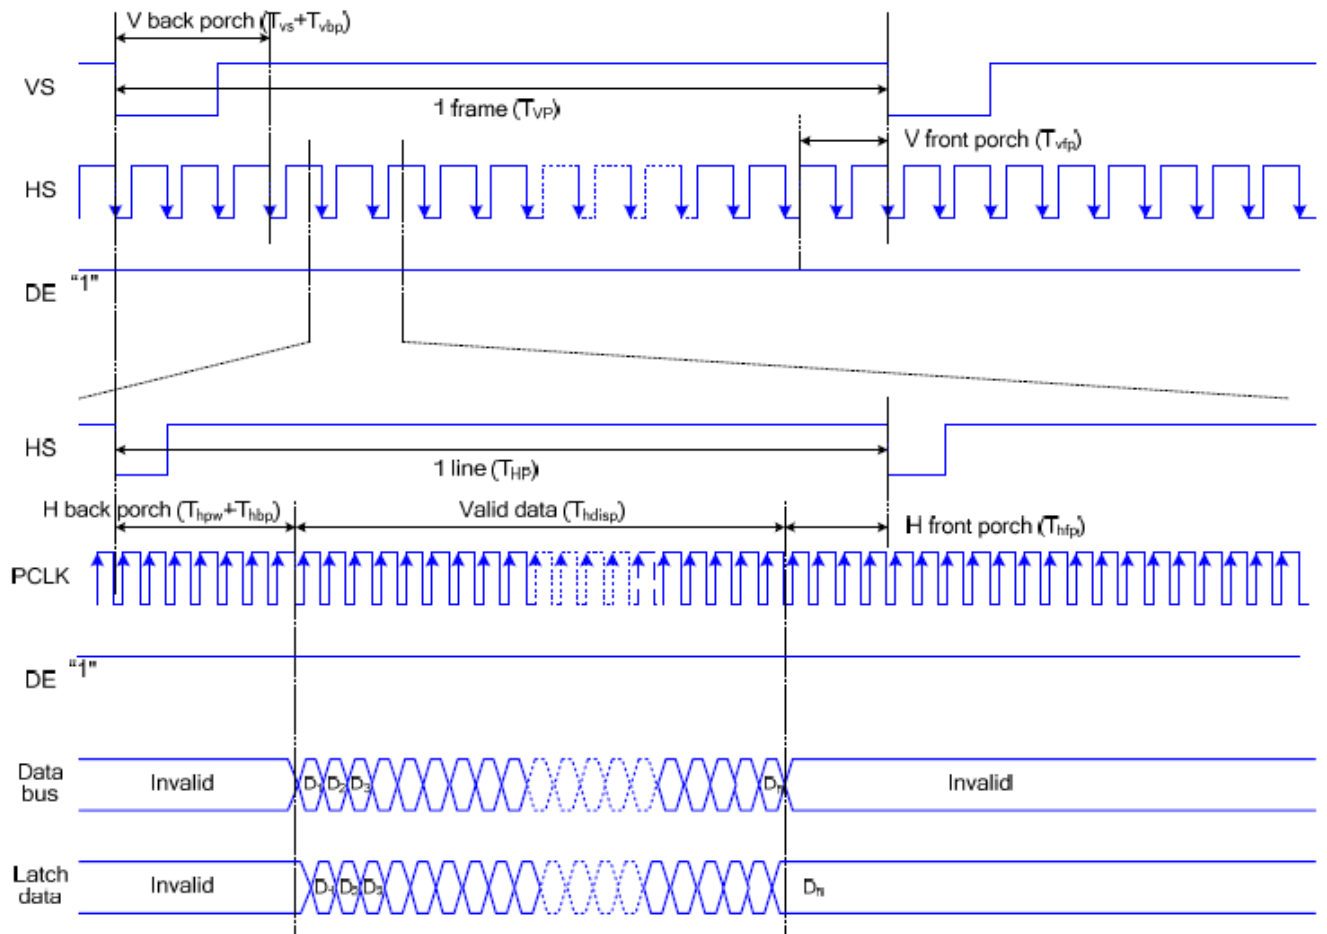 V back porch (Tvs+Tvbp)
VS
1 frame (TVP)
V front porch (Tvfp)
HS
DE "1"
HS
1 line (THP)
H back porch (Thpw+Thbp)
Valid data (Thdisp)
H front porch (Thfp)
PCLK
DE "1"
Data
bus
Invalid
D1 D2 D3
Dn
Invalid
Latch
data
Invalid
D1 D2 D3
Dn